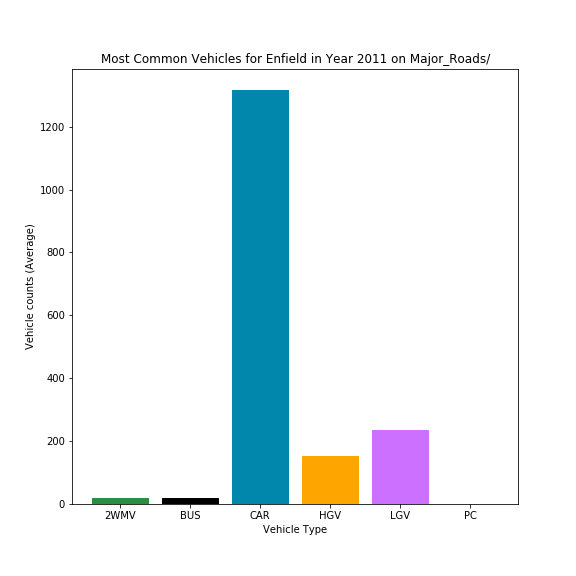 Most Common Vehicles for Enfield in Year 2011 on Major_Roads/
1200
1000
800
600
400
200
0
Vehicle counts (Average)
2WMV BUS CAR HGV LGV PC
Vehicle Type